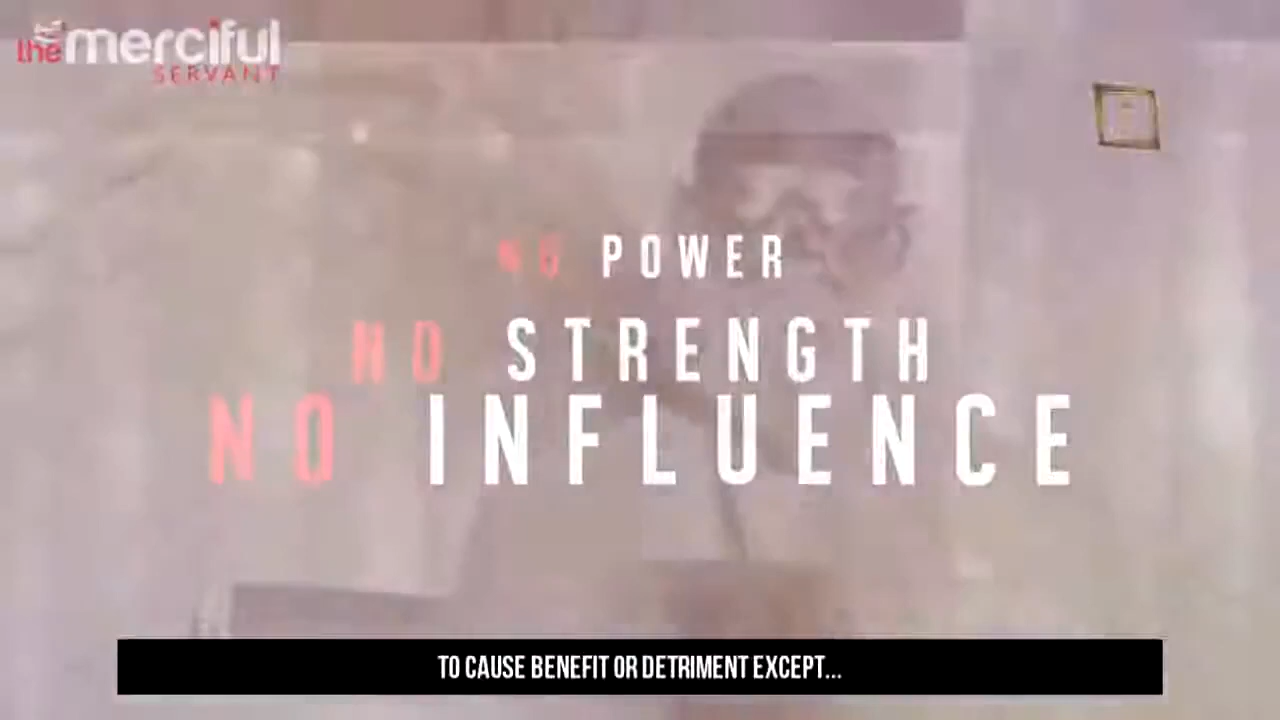 the merciful
SERVANT
NO POWER
NO STRENGTH
NO INFLUENCE
TO CAUSE BENEFIT OR DETRIMENT EXCEPT...